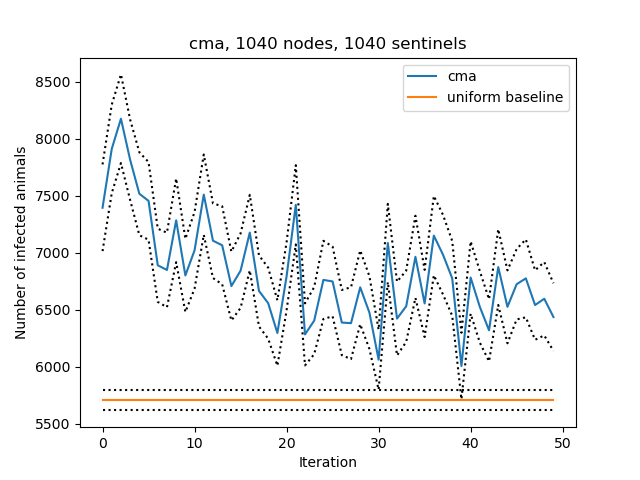 cma, 1040 nodes, 1040 sentinels
cma
uniform baseline
8500
8000
7500
7000
6500
6000
5500
Number of infected animals
0 10 20 30 40 50
Iteration